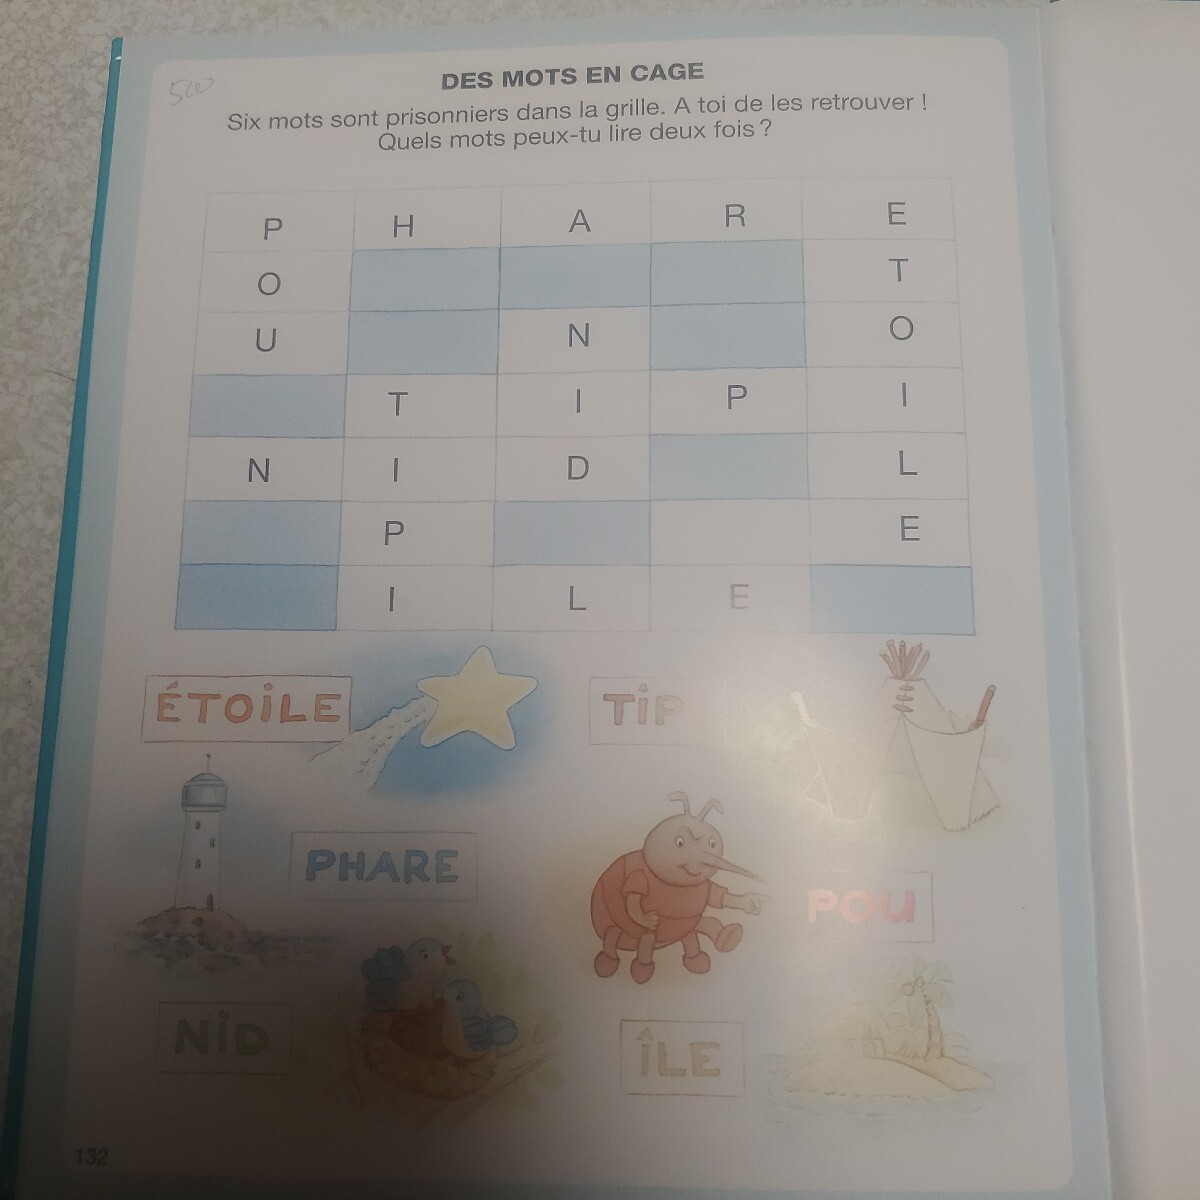 DES MOTS EN CAGE
Six mots sont prisonniers dans la grille. A toi de les retrouver !
Quels mots peux-tu lire deux fois ?
P H A R E
O T
U N O
T I P I
N I D L
P E
I L E
ÉTOiLE
TiP
PHARE
POU
NiD
ÎLE
132